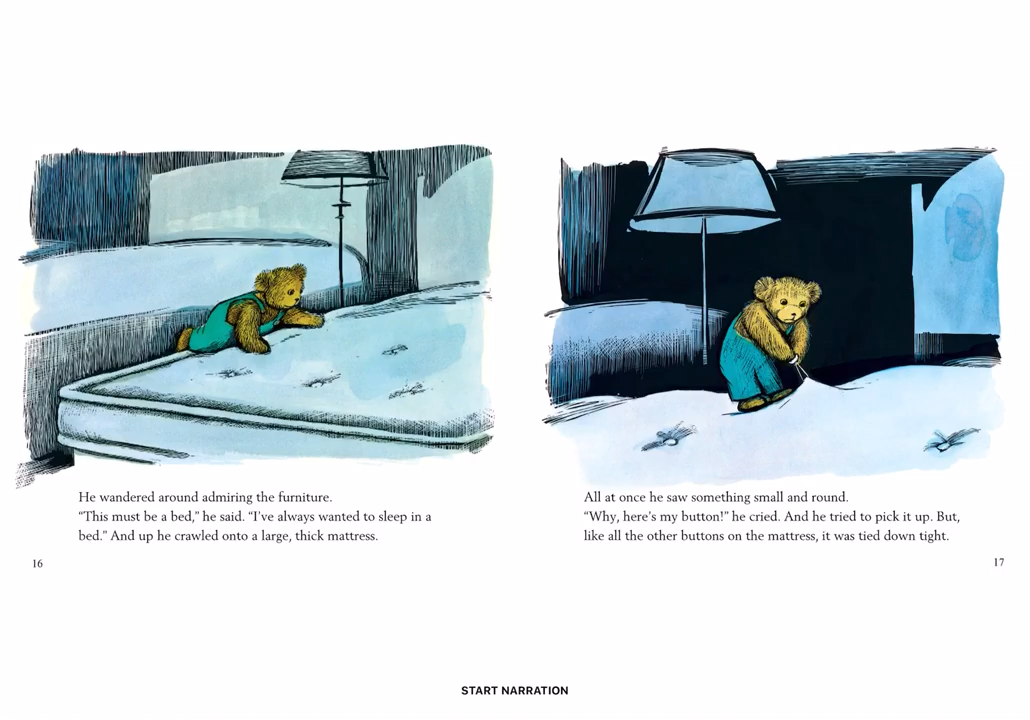 He wandered around admiring the furniture.
“This must be a bed,” he said. “I’ve always wanted to sleep in a
bed.” And up he crawled onto a large, thick mattress.
16
All at once he saw something small and round.
“Why, here’s my button!” he cried. And he tried to pick it up. But,
like all the other buttons on the mattress, it was tied down tight.
17
START NARRATION